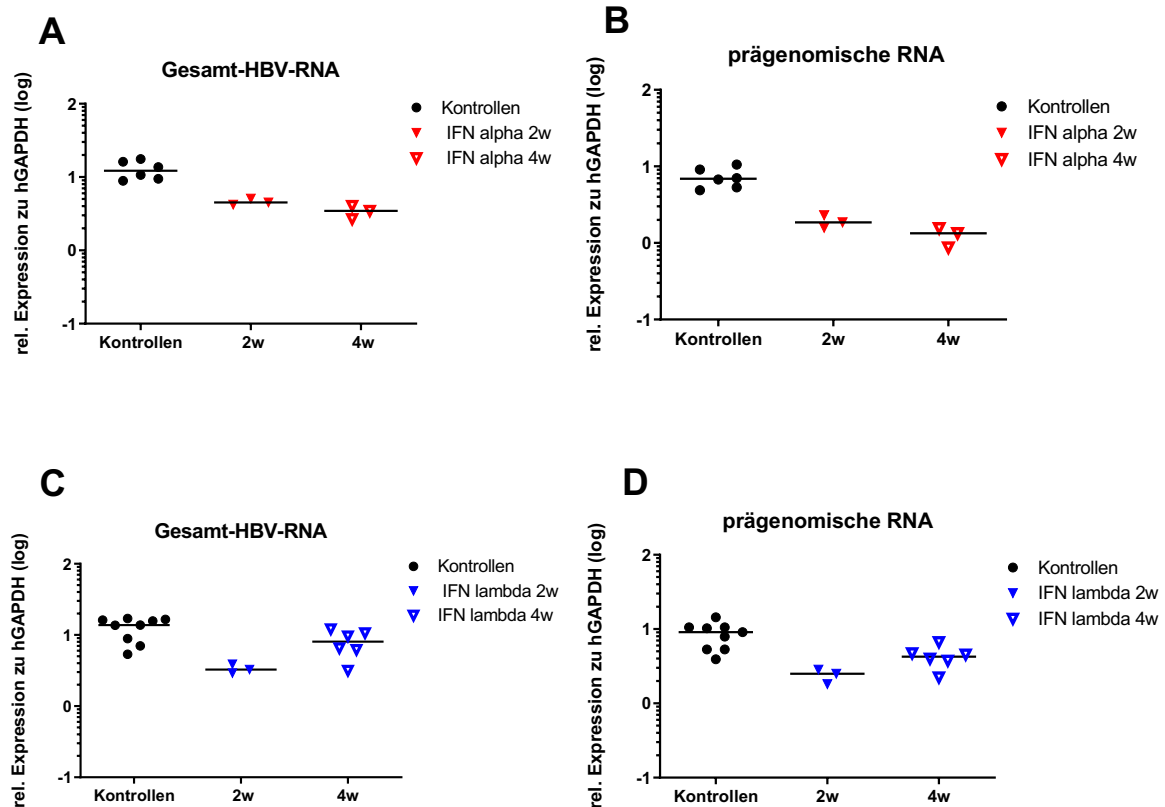 A
Gesamt-HBV-RNA
rel. Expression zu hGAPDH (log)
2
1
0
-1
Kontrollen
2w
4w
Kontrollen
IFN alpha 2w
IFN alpha 4w
B
prägenomische RNA
rel. Expression zu hGAPDH (log)
2
1
0
-1
Kontrollen
2w
4w
Kontrollen
IFN alpha 2w
IFN alpha 4w
C
Gesamt-HBV-RNA
rel. Expression zu hGAPDH (log)
2
1
0
-1
Kontrollen
2w
4w
Kontrollen
IFN lambda 2w
IFN lambda 4w
D
prägenomische RNA
rel. Expression zu hGAPDH (log)
2
1
0
-1
Kontrollen
2w
4w
Kontrollen
IFN lambda 2w
IFN lambda 4w